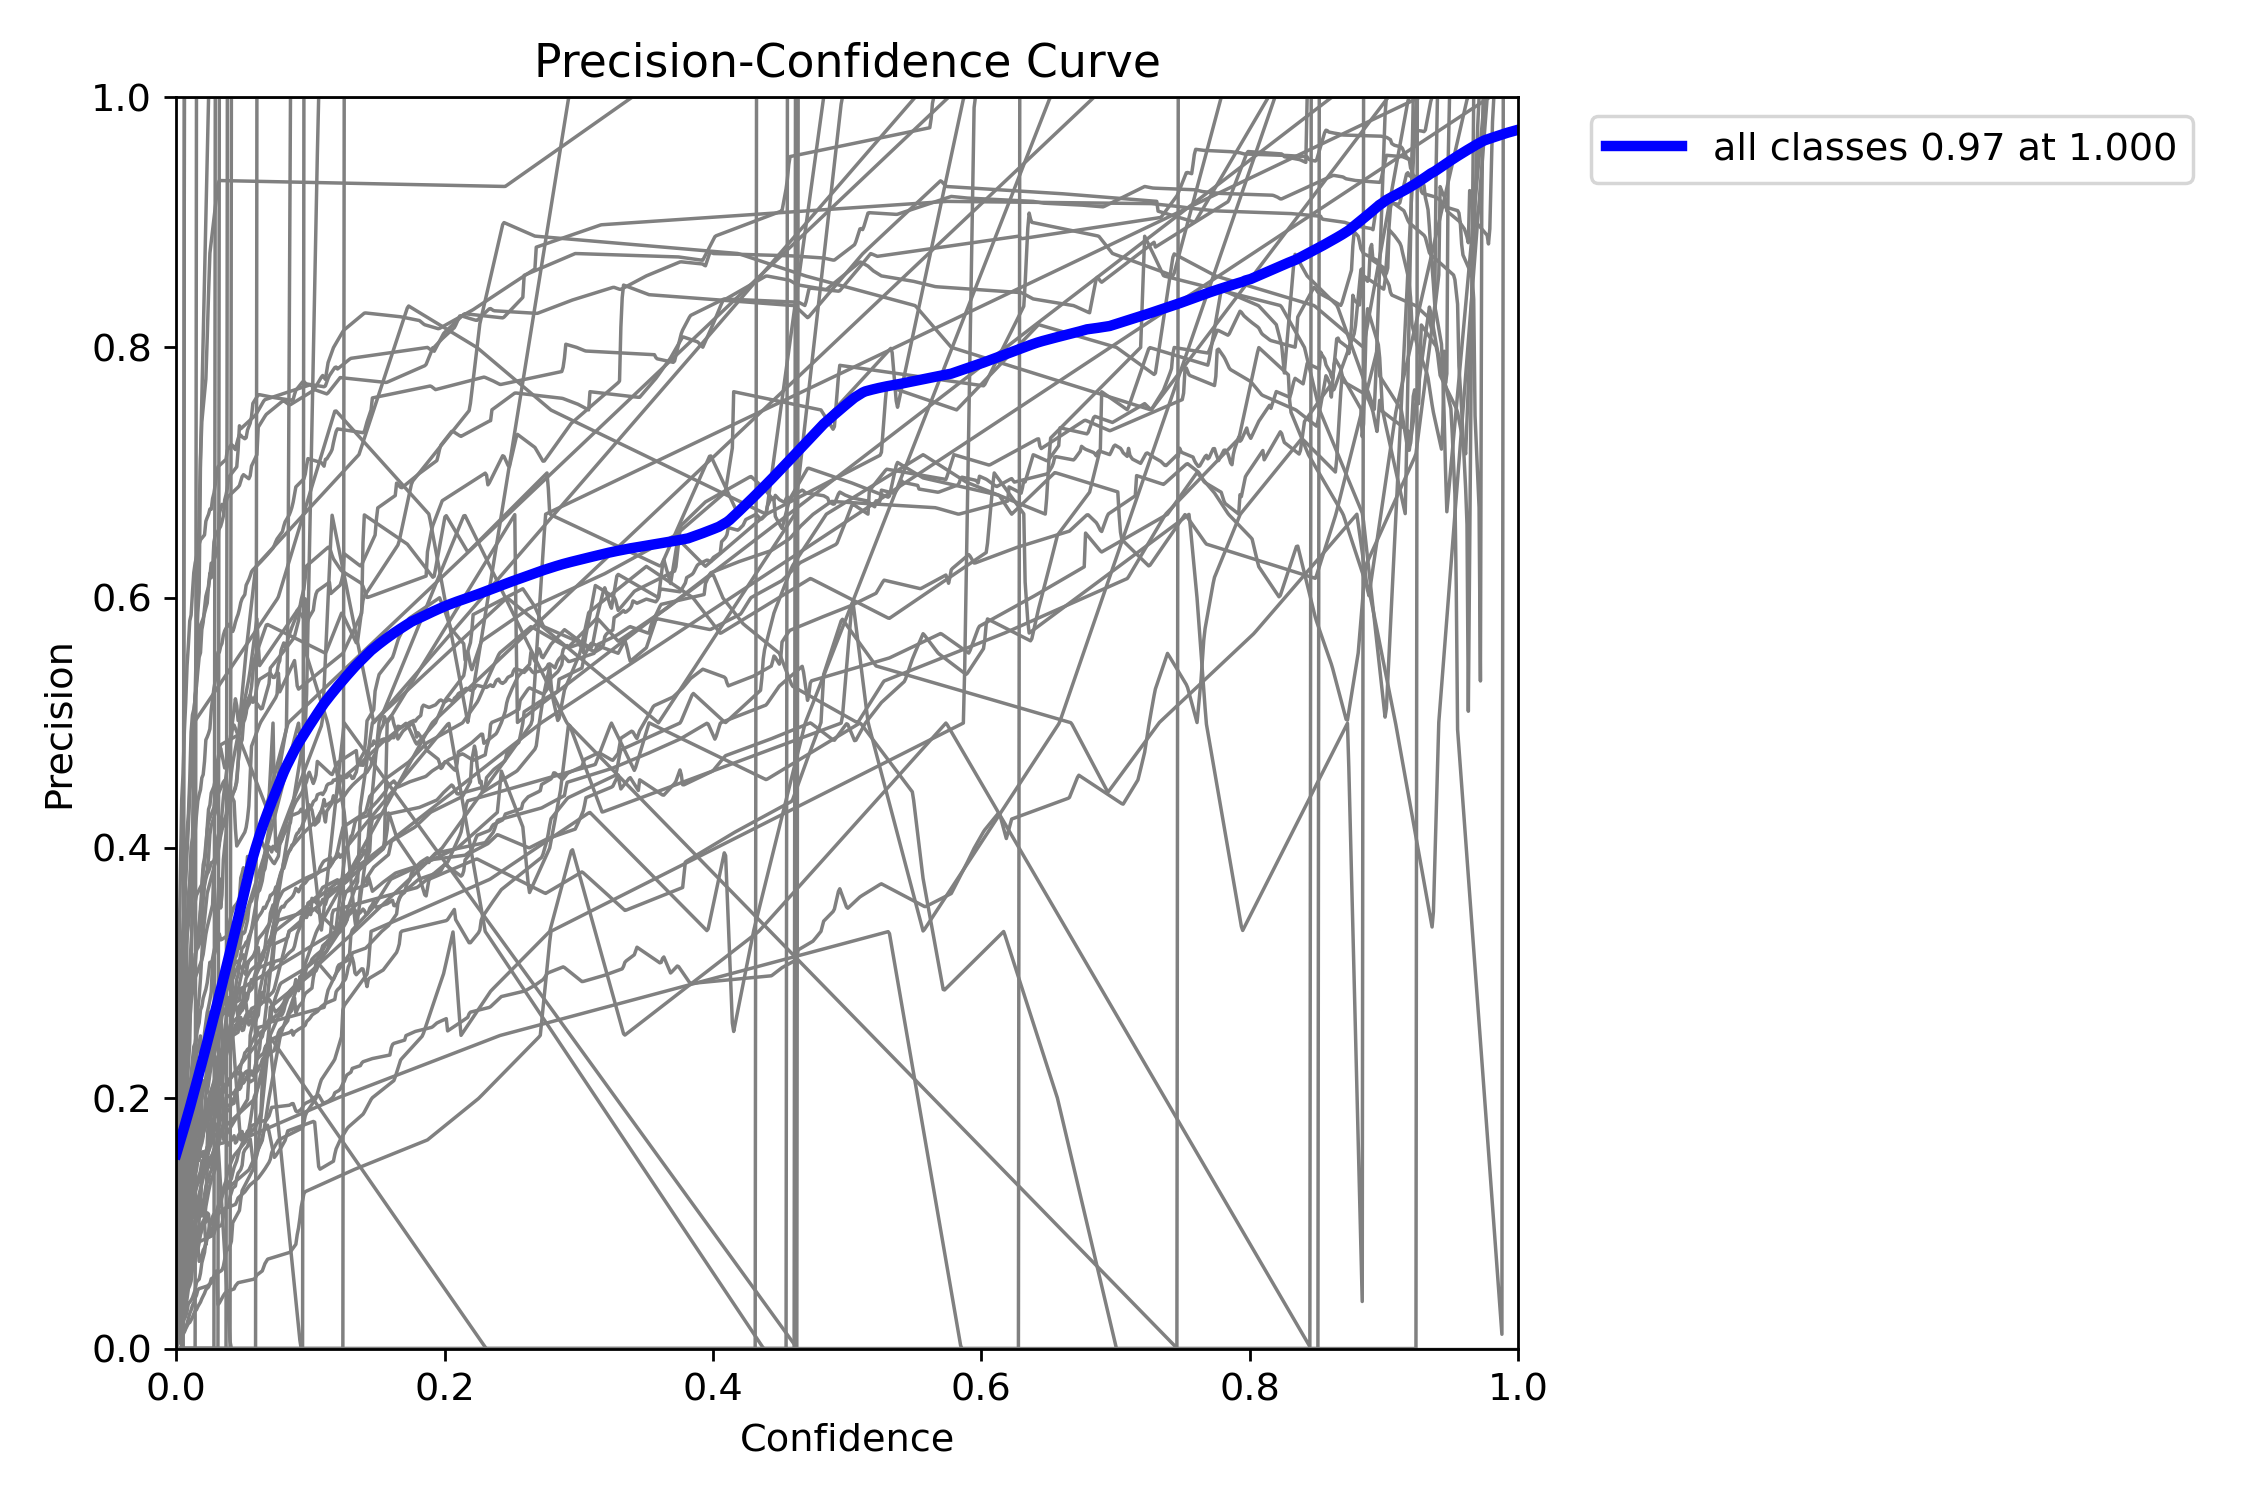 Precision-Confidence Curve
all classes 0.97 at 1.000
1.0
0.8
0.6
0.4
0.2
0.0
Precision
0.0 0.2 0.4 0.6 0.8 1.0
Confidence